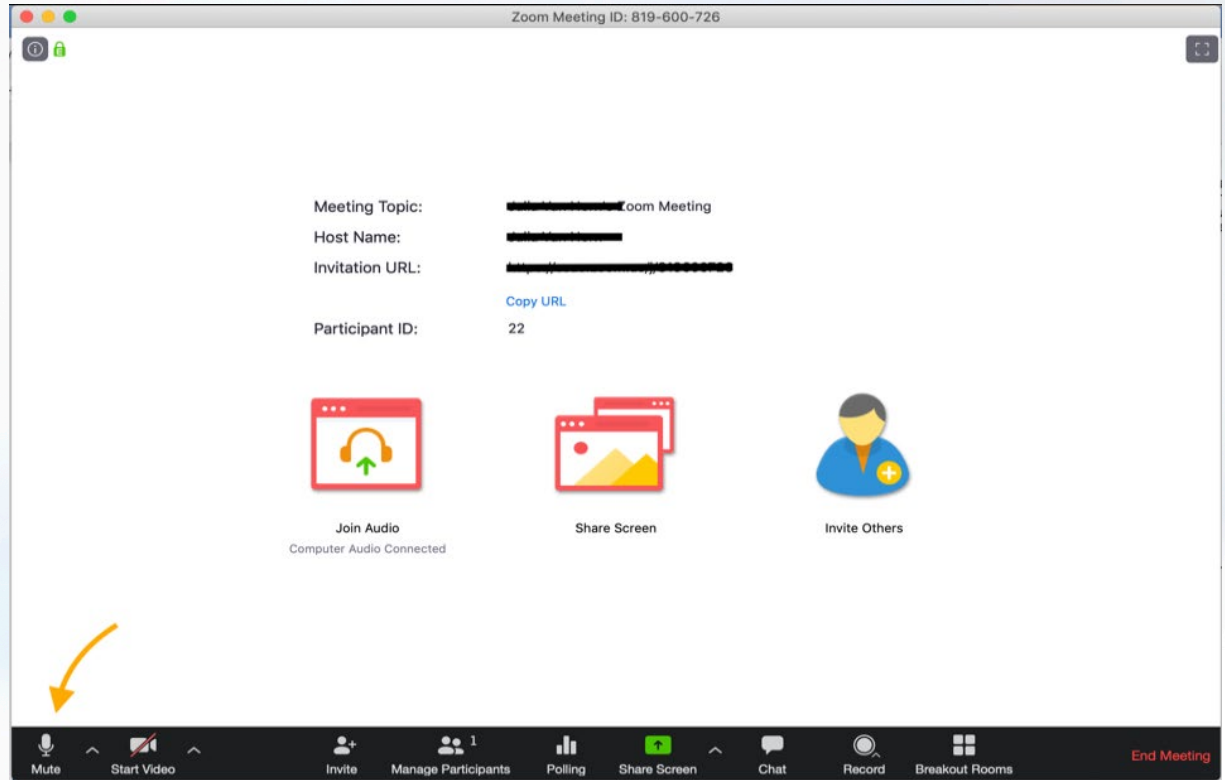 Zoom Meeting ID: 819-600-726
Meeting Topic: Zoom Meeting
Host Name:
Invitation URL:
Copy URL
Participant ID: 22
Join Audio Share Screen Invite Others
Computer Audio Connected
1
Mute Start Video Invite Manage Participants Polling Share Screen Chat Record Breakout Rooms End Meeting